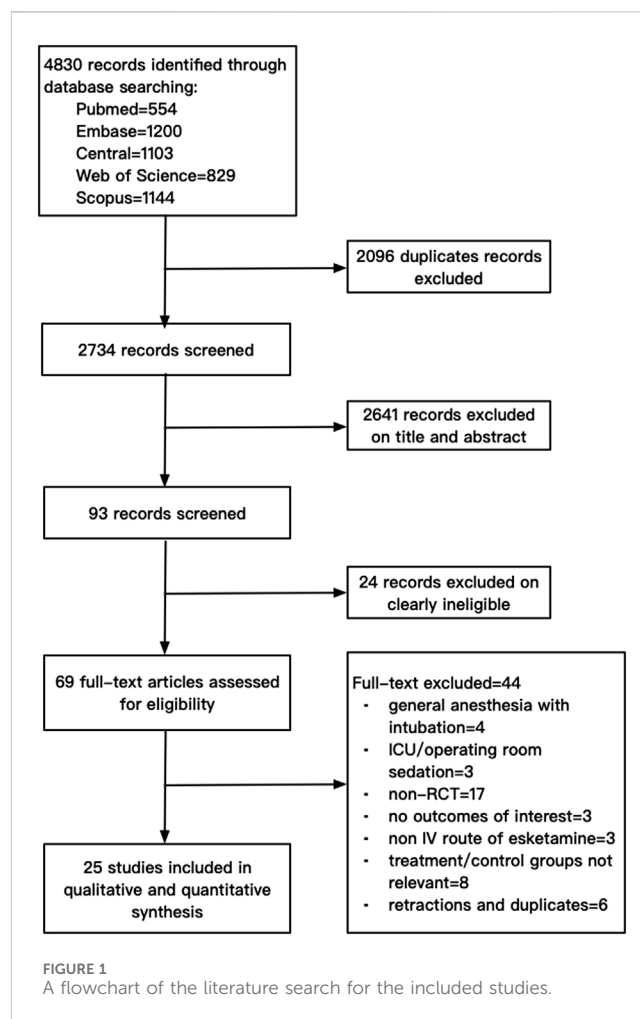 4830 records identified through
database searching:
Pubmed=554
Embase=1200
Central=1103
Web of Science=829
Scopus=1144
2096 duplicates records
excluded
2734 records screened
2641 records excluded
on title and abstract
93 records screened
24 records excluded on
clearly ineligible
69 full-text articles assessed
for eligibility
Full-text excluded=44
· general anesthesia with
intubation=4
· ICU/operating room
sedation=3
· non-RCT=17
· no outcomes of interest=3
· non IV route of esketamine=3
· treatment/control groups not
relevant=8
· retractions and duplicates=6
25 studies included in
qualitative and quantitative
synthesis
FIGURE 1
A flowchart of the literature search for the included studies.